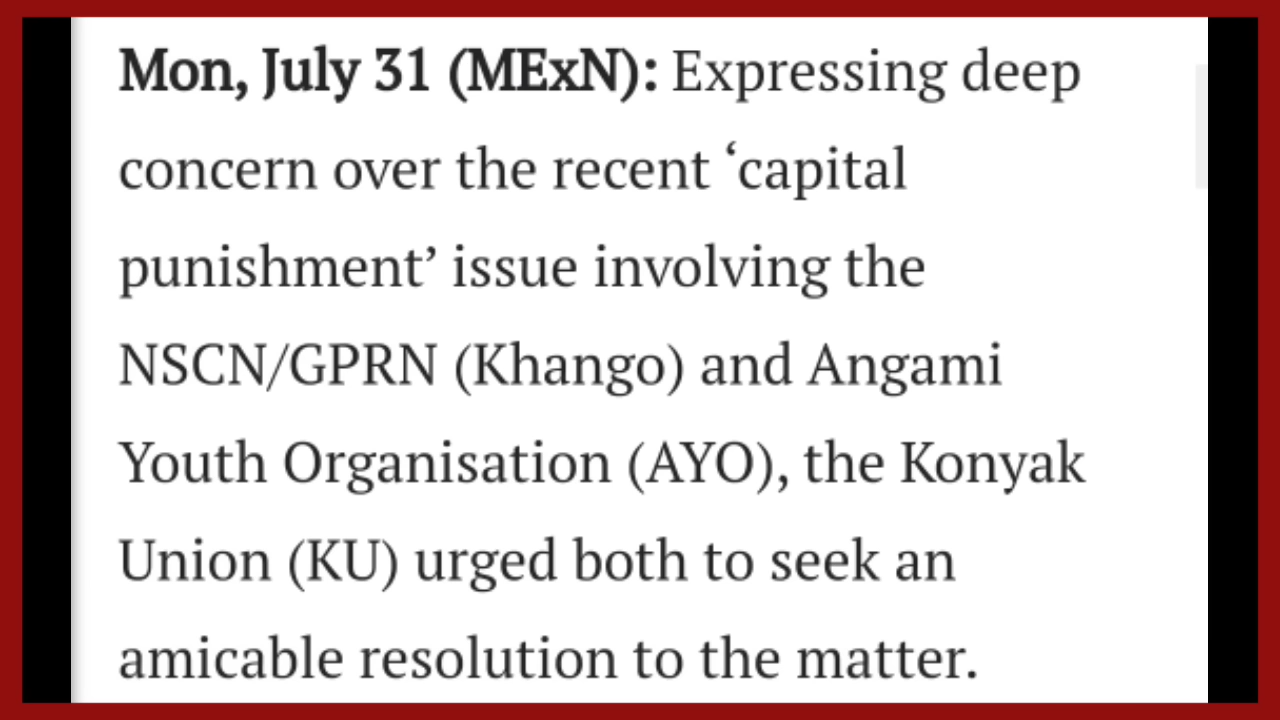 Mon, July 31 (MExN): Expressing deep
concern over the recent ‘capital
punishment’ issue involving the
NSCN/GPRN (Khango) and Angami
Youth Organisation (AYO), the Konyak
Union (KU) urged both to seek an
amicable resolution to the matter.